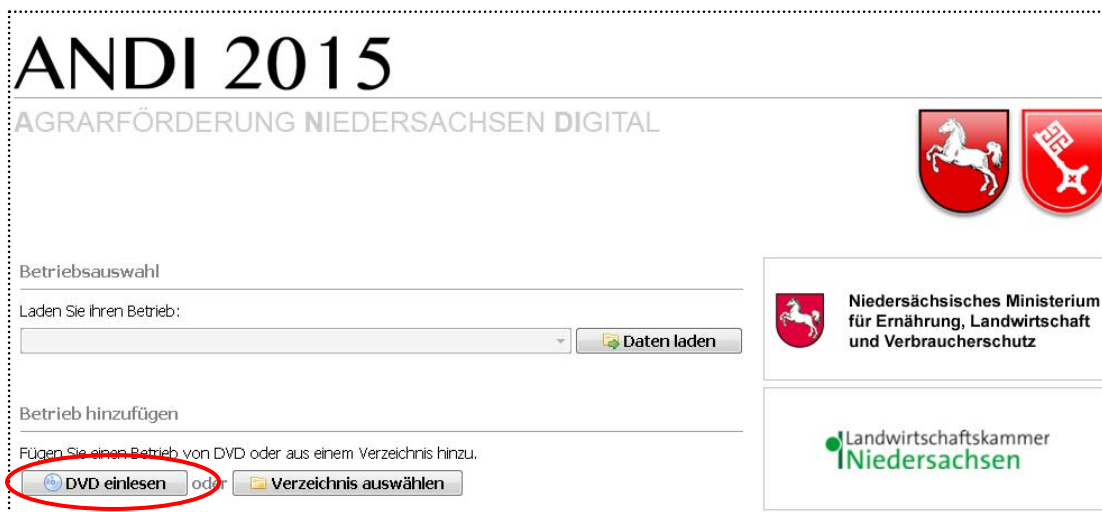 ANDI 2015
AGRARFÖRDERUNG NIEDERSACHSEN DIGITAL
Betriebsauswahl
Laden Sie ihren Betrieb:
Daten laden
Niedersächsisches Ministerium
für Ernährung, Landwirtschaft
und Verbraucherschutz
Betrieb hinzufügen
Fügen Sie einen Betrieb von DVD oder aus einem Verzeichnis hinzu.
DVD einlesen oder Verzeichnis auswählen
Landwirtschaftskammer
Niedersachsen